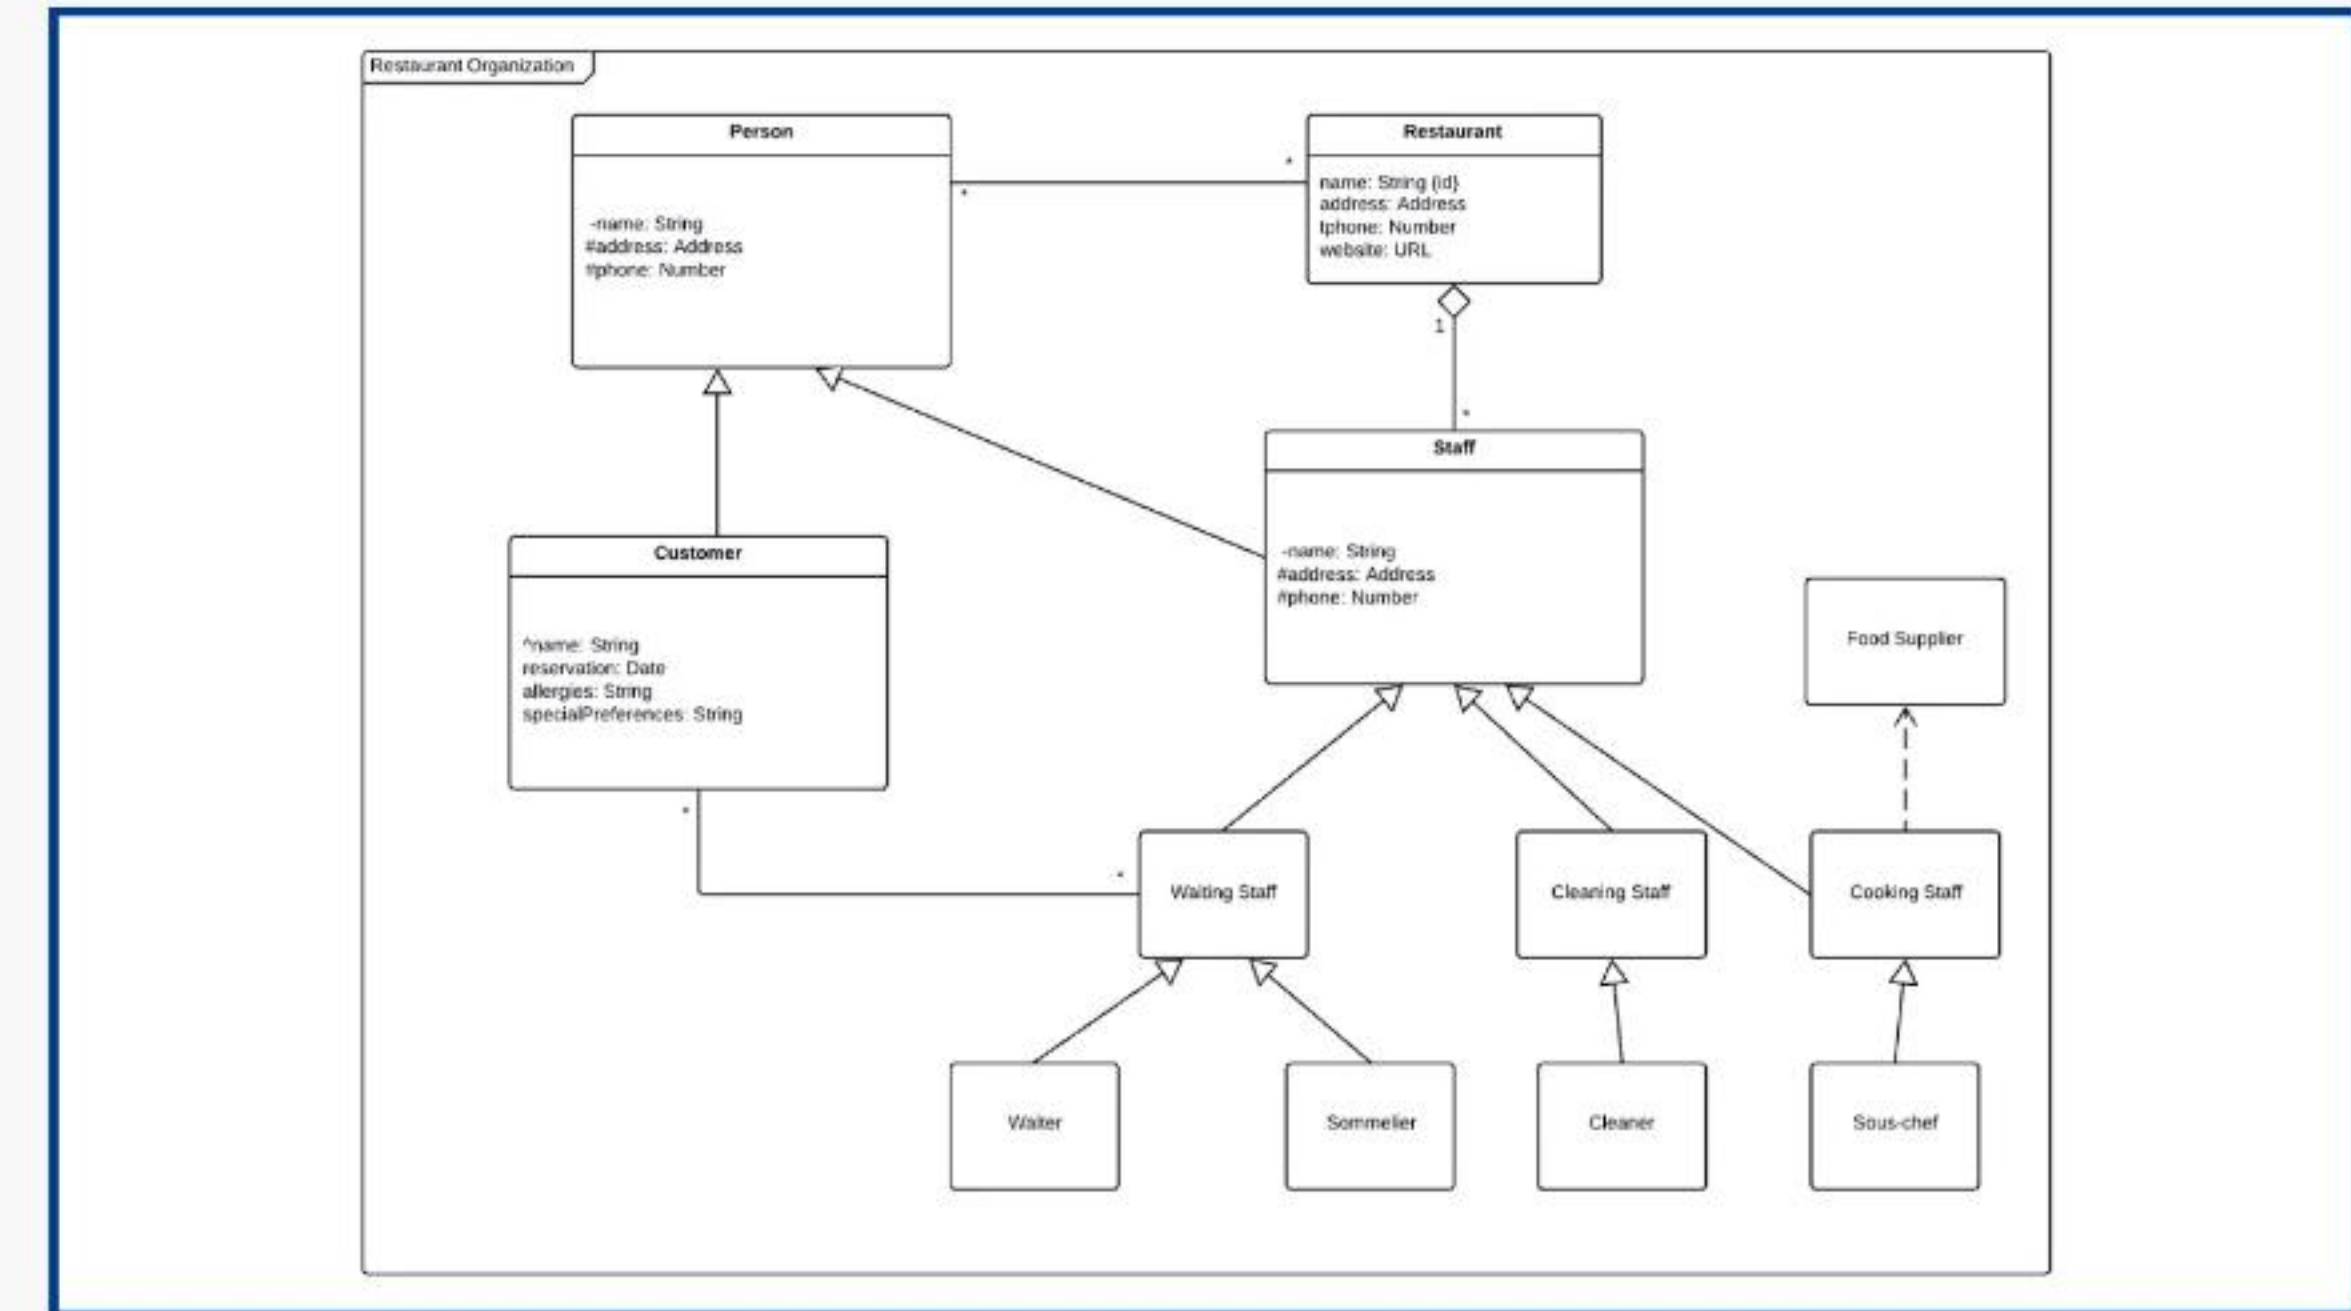 Restaurant Organization
Person
-name: String
#address: Address
#phone: Number
*
*
Restaurant
name: String {id}
address: Address
tphone: Number
website: URL
1
*
Staff
-name: String
#address: Address
#phone: Number
Customer
^name: String
reservation: Date
allergies: String
specialPreferences: String
*
*
Food Supplier
Waiting Staff
Cleaning Staff
Cooking Staff
Waiter
Sommelier
Cleaner
Sous-chef